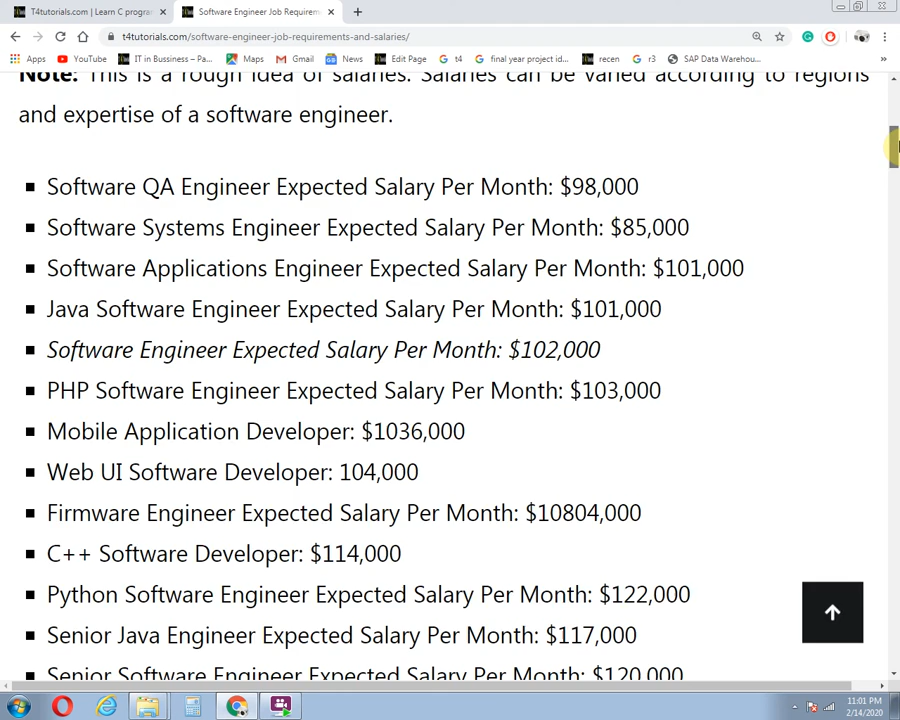 T4tutorials.com | Learn C progra
Software Engineer Job Requirem
t4tutorials.com/software-engineer-job-requirements-and-salaries/
Apps YouTube IT in Bussiness – Pa... Maps Gmail News Edit Page t4 final year project id... recen r3 SAP Data Warehou...
Note: This is a rough idea of salaries. Salaries can be varied according to regions
and expertise of a software engineer.
Software QA Engineer Expected Salary Per Month: $98,000
Software Systems Engineer Expected Salary Per Month: $85,000
Software Applications Engineer Expected Salary Per Month: $101,000
Java Software Engineer Expected Salary Per Month: $101,000
Software Engineer Expected Salary Per Month: $102,000
PHP Software Engineer Expected Salary Per Month: $103,000
Mobile Application Developer: $1036,000
Web UI Software Developer: 104,000
Firmware Engineer Expected Salary Per Month: $10804,000
C++ Software Developer: $114,000
Python Software Engineer Expected Salary Per Month: $122,000
Senior Java Engineer Expected Salary Per Month: $117,000
Senior Software Engineer Expected Salary Per Month: $120,000
11:01 PM
2/14/2020